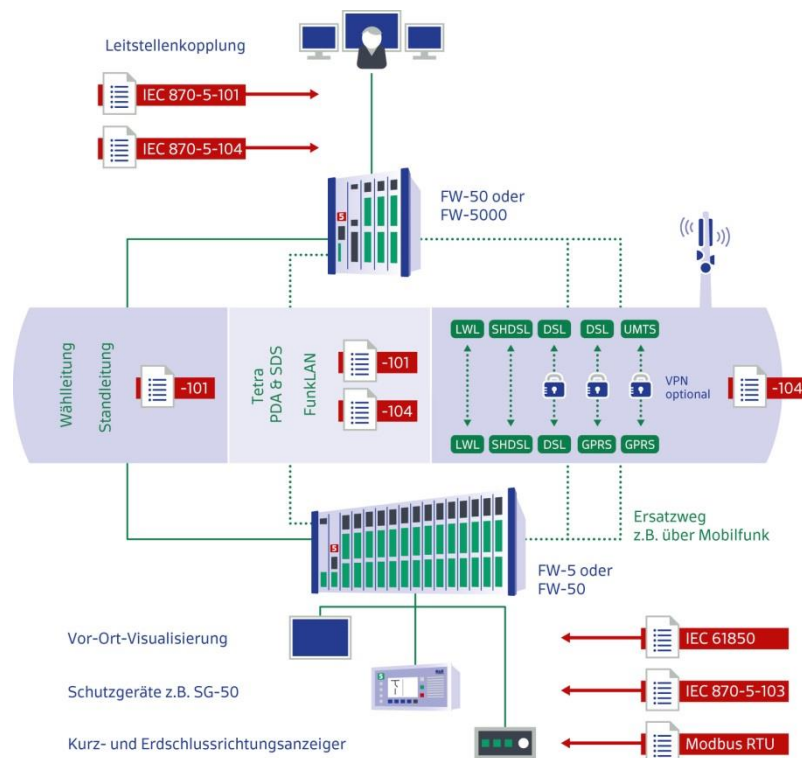 Leitstellenkopplung
IEC 870-5-101
IEC 870-5-104
FW-50 oder
FW-5000
Wählleitung
Standleitung
-101
Tetra
PDA & SDS
FunkLAN
-101
-104
LWL SHDSL DSL DSL UMTS
VPN
optional
-104
LWL SHDSL DSL GPRS GPRS
Ersatzweg
z.B. über Mobilfunk
FW-5 oder
FW-50
Vor-Ort-Visualisierung
IEC 61850
Schutzgeräte z.B. SG-50
IEC 870-5-103
Kurz- und Erdschlussrichtungsanzeiger
Modbus RTU